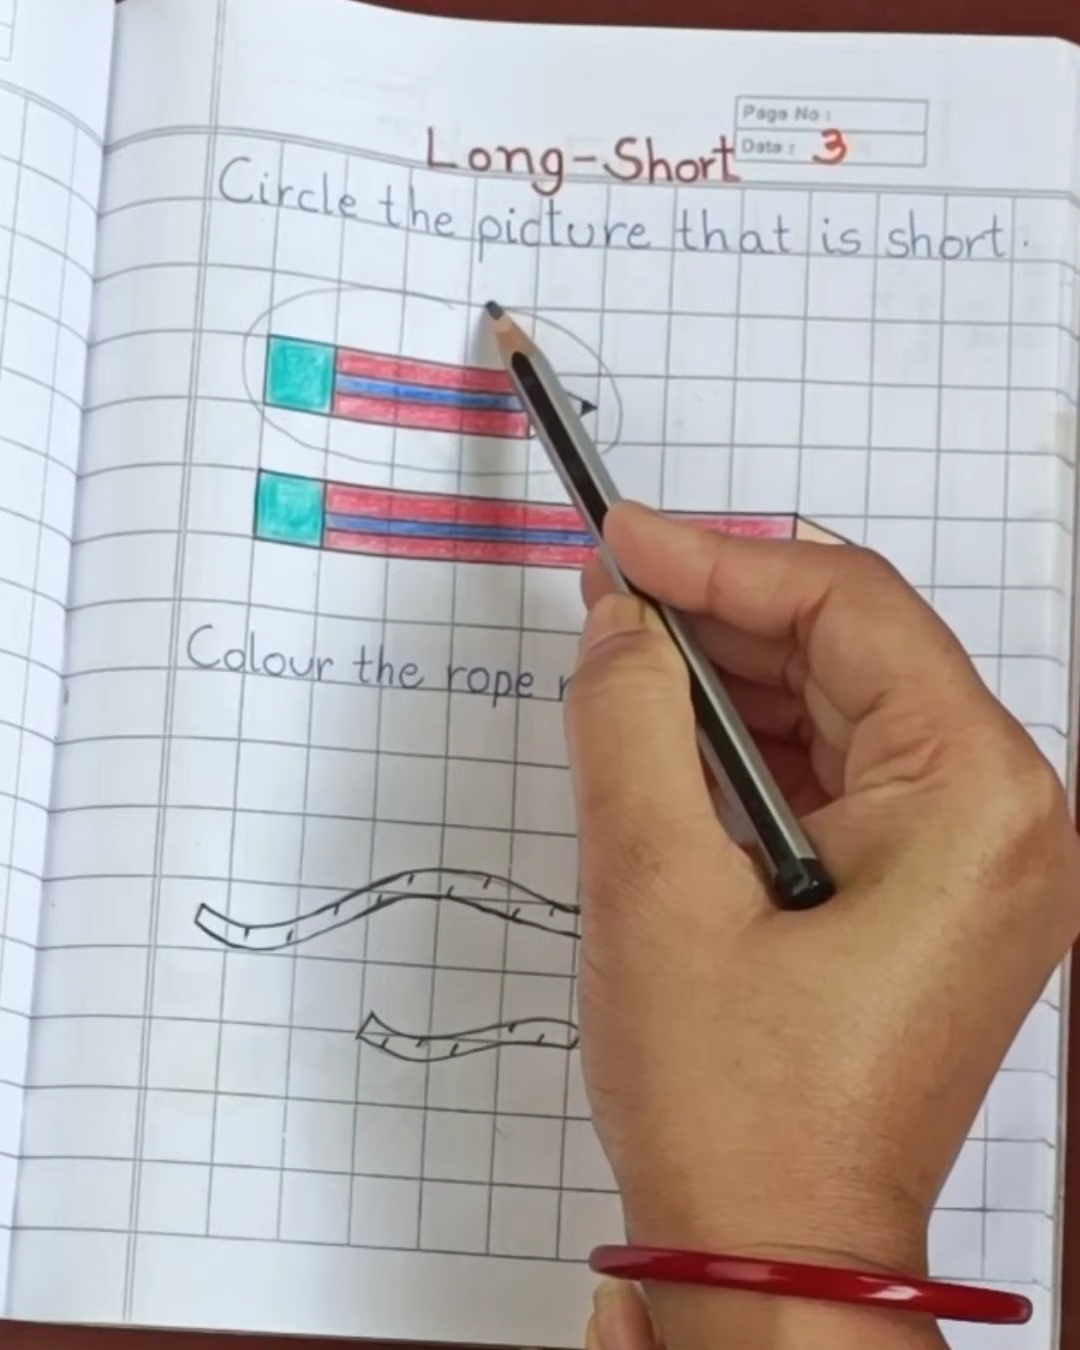 Page No :
Date : 3
Long-Short
Circle the picture that is short.
Colour the rope